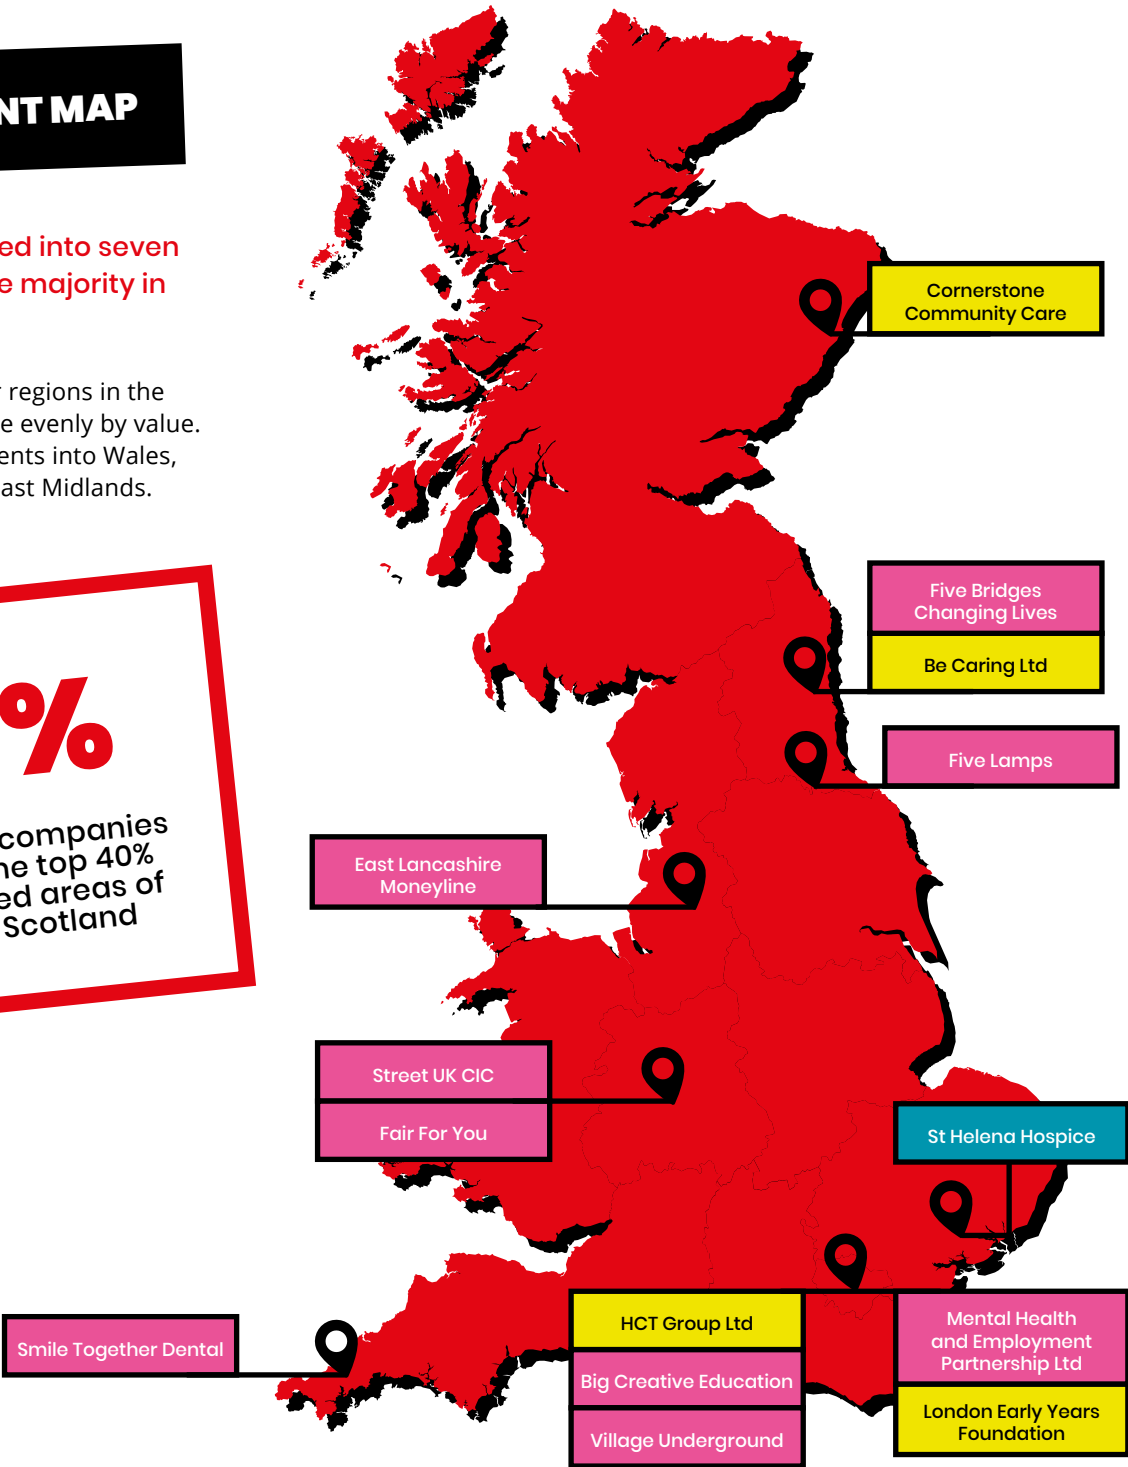 NT MAP
ed into seven
e majority in
regions in the
e evenly by value.
ents into Wales,
ast Midlands.
%
companies
he top 40%
ed areas of
Scotland
Cornerstone
Community Care
Five Bridges
Changing Lives
Be Caring Ltd
Five Lamps
East Lancashire
Moneyline
Street UK CIC
Fair For You
St Helena Hospice
Smile Together Dental
HCT Group Ltd
Big Creative Education
Village Underground
Mental Health
and Employment
Partnership Ltd
London Early Years
Foundation